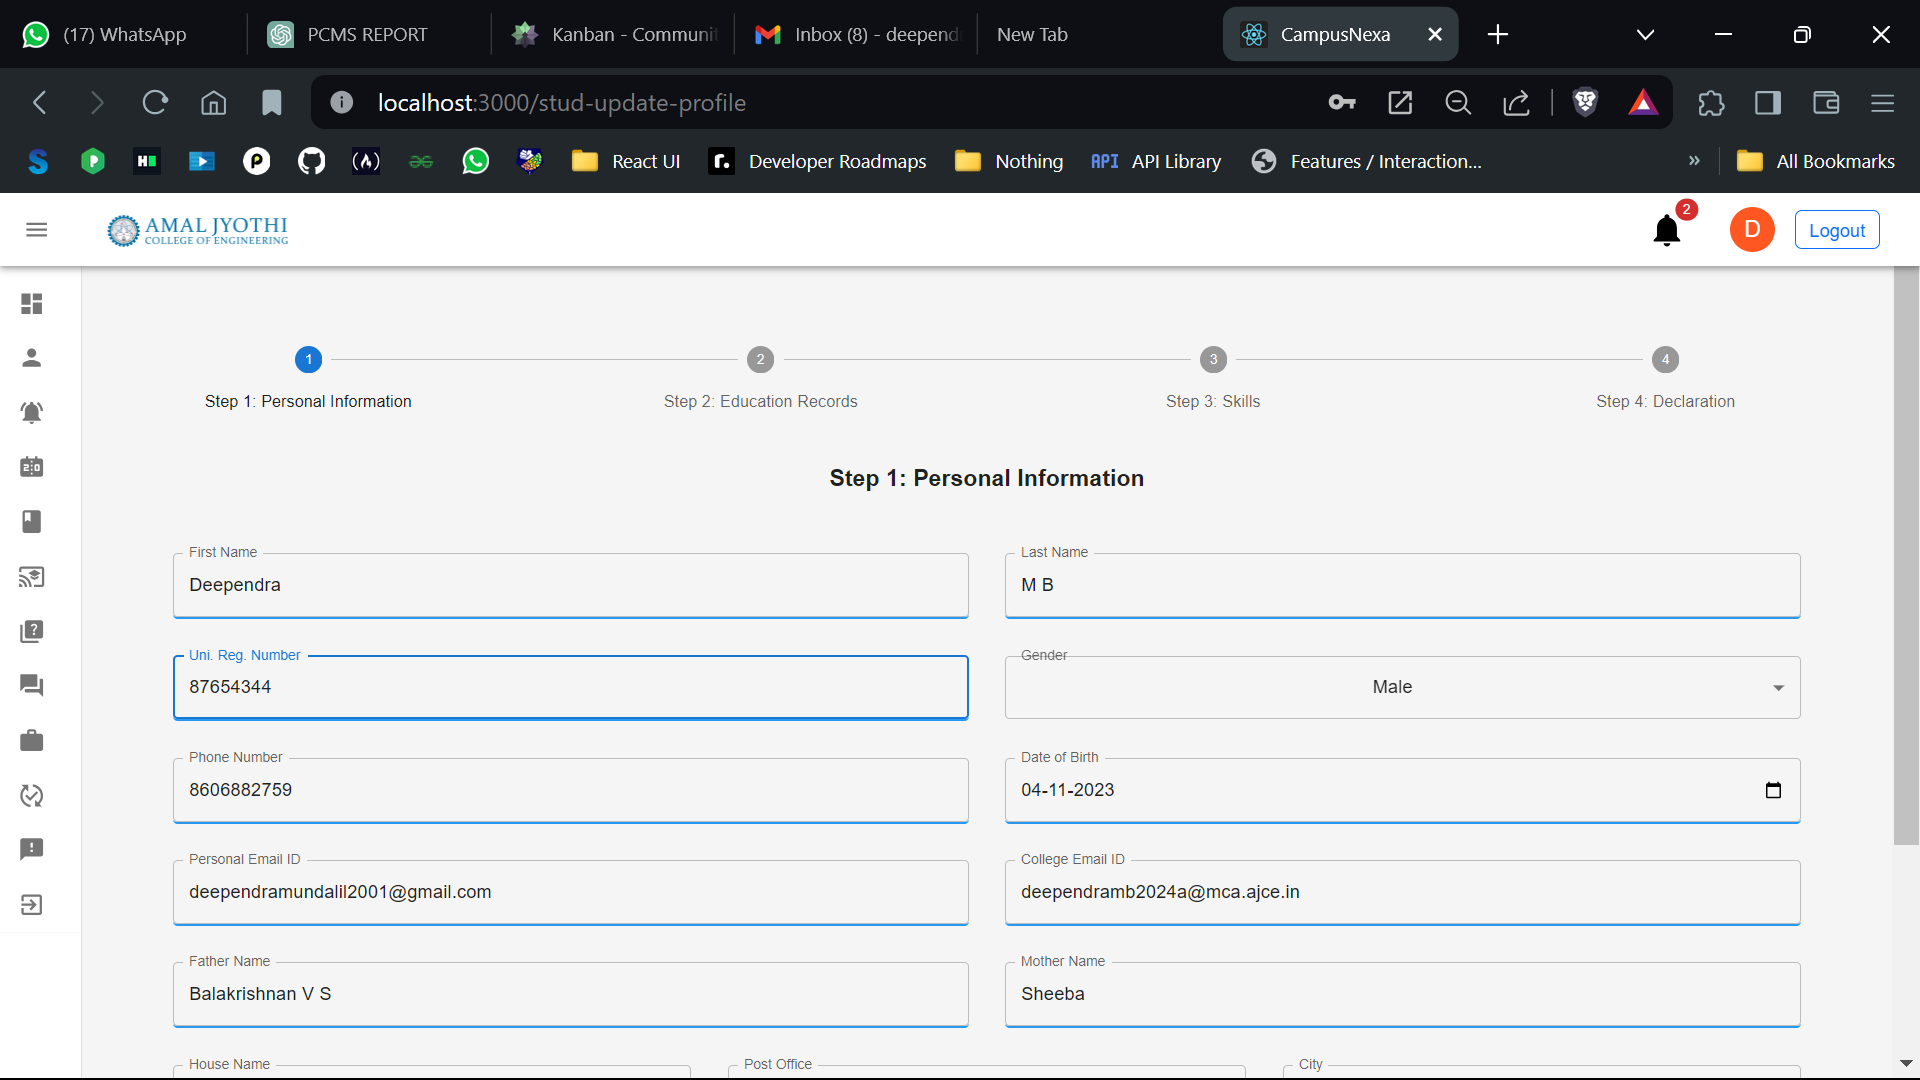 (17) WhatsApp
PCMS REPORT
Kanban - Communit
Inbox (8) - deepend
New Tab
CampusNexa
localhost:3000/stud-update-profile
React UI
Developer Roadmaps
Nothing
API API Library
Features / Interaction...
»
All Bookmarks
AMAL JYOTHI
COLLEGE OF ENGINEERING
2
D
Logout
1
2
3
4
Step 1: Personal Information
Step 2: Education Records
Step 3: Skills
Step 4: Declaration
Step 1: Personal Information
First Name
Deependra
Last Name
M B
Uni. Reg. Number
87654344
Gender
Male
Phone Number
8606882759
Date of Birth
04-11-2023
Personal Email ID
deependramundalil2001@gmail.com
College Email ID
deependramb2024a@mca.ajce.in
Father Name
Balakrishnan V S
Mother Name
Sheeba
House Name
Post Office
City